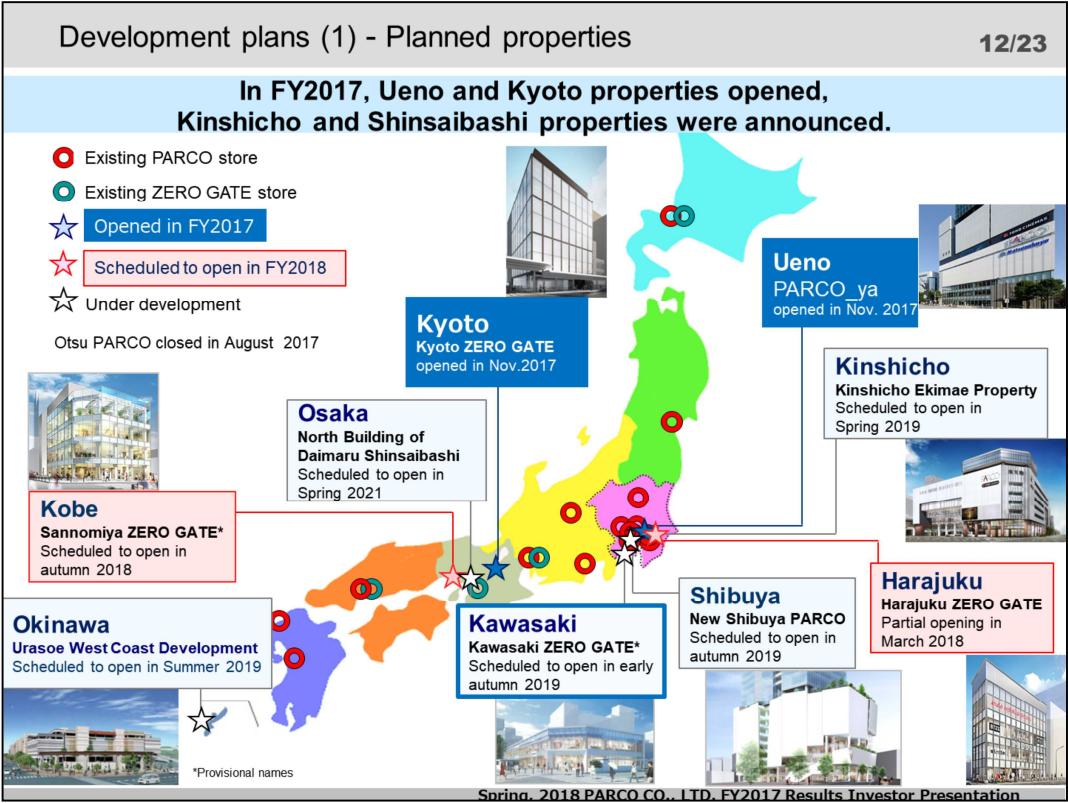 Development plans (1) - Planned properties
12/23
In FY2017, Ueno and Kyoto properties opened,
Kinshicho and Shinsaibashi properties were announced.
Existing PARCO store
Existing ZERO GATE store
Opened in FY2017
Scheduled to open in FY2018
Under development
Otsu PARCO closed in August 2017
Ueno
PARCO_ya
opened in Nov. 2017
Kyoto
Kyoto ZERO GATE
opened in Nov.2017
Kinshicho
Kinshicho Ekimae Property
Scheduled to open in
Spring 2019
Osaka
North Building of
Daimaru Shinsaibashi
Scheduled to open in
Spring 2021
Kobe
Sannomiya ZERO GATE*
Scheduled to open in
autumn 2018
Harajuku
Harajuku ZERO GATE
Partial opening in
March 2018
Shibuya
New Shibuya PARCO
Scheduled to open in
autumn 2019
Kawasaki
Kawasaki ZERO GATE*
Scheduled to open in early
autumn 2019
Okinawa
Urasoe West Coast Development
Scheduled to open in Summer 2019
*Provisional names
Spring, 2018 PARCO CO., LTD. FY2017 Results Investor Presentation